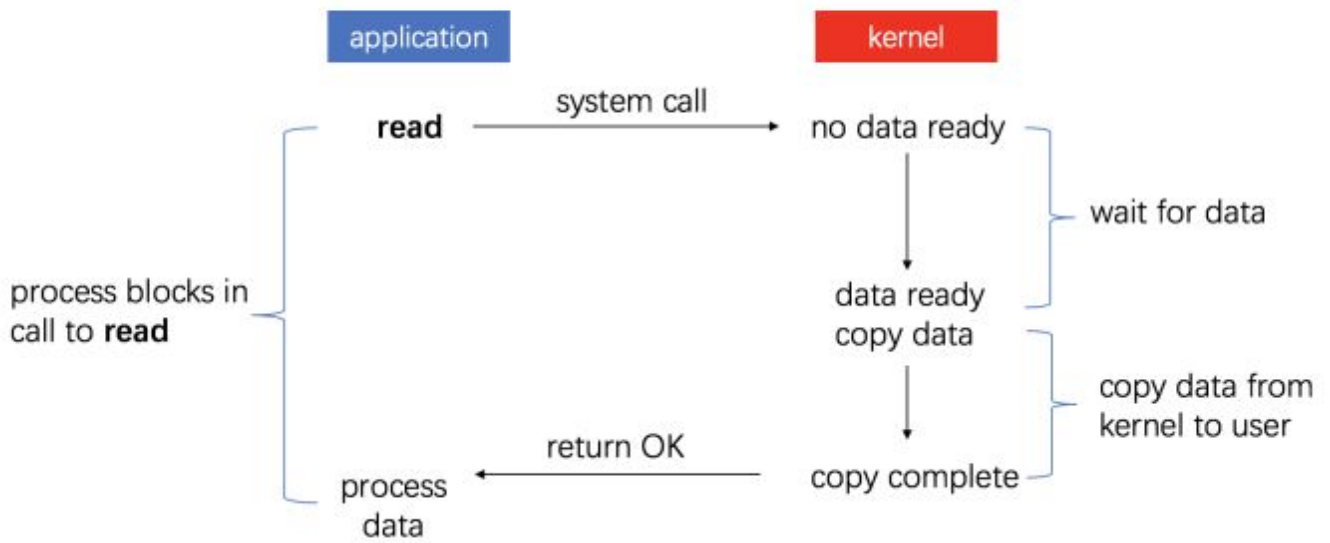 application
kernel
system call
read
no data ready
wait for data
process blocks in
call to read
data ready
copy data
copy data from
kernel to user
return OK
copy complete
process
data